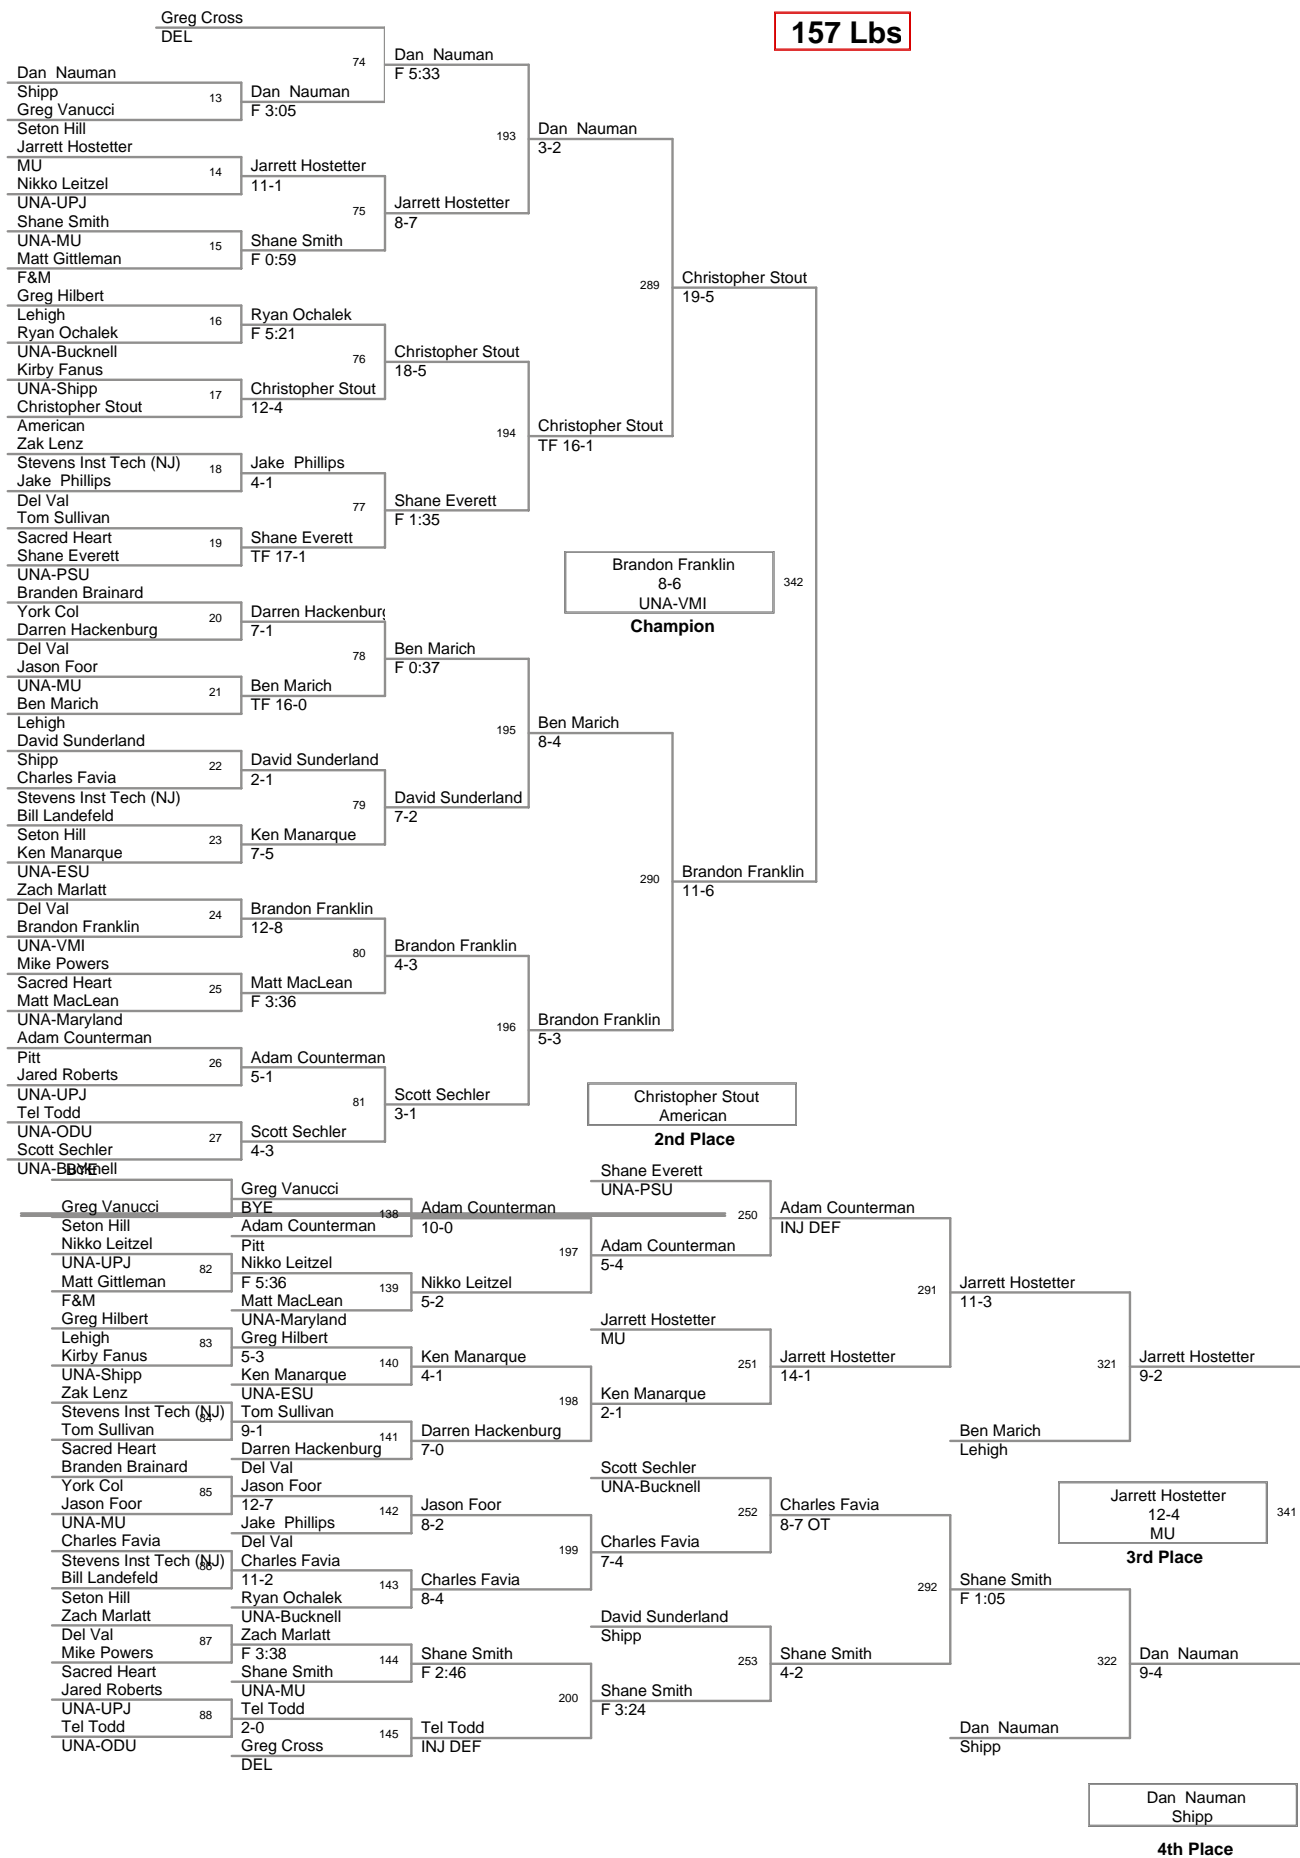 Greg Cross
DEL
157 Lbs
74
Dan Nauman
F 5:33
Dan Nauman
Shipp
13
Dan Nauman
F 3:05
Greg Vanucci
Seton Hill
193
Dan Nauman
3-2
Jarrett Hostetter
MU
14
Jarrett Hostetter
11-1
Nikko Leitzel
UNA-UPJ
75
Jarrett Hostetter
8-7
Shane Smith
UNA-MU
15
Shane Smith
F 0:59
Matt Gittleman
F&M
289
Christopher Stout
19-5
Greg Hilbert
Lehigh
16
Ryan Ochalek
F 5:21
Ryan Ochalek
UNA-Bucknell
76
Christopher Stout
18-5
Kirby Fanus
UNA-Shipp
17
Christopher Stout
12-4
Christopher Stout
American
194
Christopher Stout
TF 16-1
Zak Lenz
Stevens Inst Tech (NJ)
18
Jake Phillips
4-1
Jake Phillips
Del Val
77
Shane Everett
F 1:35
Tom Sullivan
Sacred Heart
19
Shane Everett
TF 17-1
Shane Everett
UNA-PSU
Brandon Franklin
8-6
UNA-VMI
342
Champion
Branden Brainard
York Col
20
Darren Hackenburg
7-1
Darren Hackenburg
Del Val
78
Ben Marich
F 0:37
Jason Foor
UNA-MU
21
Ben Marich
TF 16-0
Ben Marich
Lehigh
195
Ben Marich
8-4
David Sunderland
Shipp
22
David Sunderland
2-1
Charles Favia
Stevens Inst Tech (NJ)
79
David Sunderland
7-2
Bill Landefeld
Seton Hill
23
Ken Manarque
7-5
Ken Manarque
UNA-ESU
290
Brandon Franklin
11-6
Zach Marlatt
Del Val
24
Brandon Franklin
12-8
Brandon Franklin
UNA-VMI
80
Brandon Franklin
4-3
Mike Powers
Sacred Heart
25
Matt MacLean
F 3:36
Matt MacLean
UNA-Maryland
196
Brandon Franklin
5-3
Adam Counterman
Pitt
26
Adam Counterman
5-1
Jared Roberts
UNA-UPJ
81
Scott Sechler
3-1
Tel Todd
UNA-ODU
27
Scott Sechler
4-3
Scott Sechler
UNA-Bucknell
Christopher Stout
American
2nd Place
BYE
Greg Vanucci
BYE
Greg Vanucci
Seton Hill
138
Adam Counterman
10-0
Adam Counterman
Pitt
Shane Everett
UNA-PSU
250
Adam Counterman
INJ DEF
197
Adam Counterman
5-4
Nikko Leitzel
UNA-UPJ
82
Nikko Leitzel
F 5:36
Matt Gittleman
F&M
139
Nikko Leitzel
5-2
Matt MacLean
UNA-Maryland
291
Jarrett Hostetter
11-3
Greg Hilbert
Lehigh
83
Greg Hilbert
5-3
Kirby Fanus
UNA-Shipp
140
Ken Manarque
4-1
Ken Manarque
UNA-ESU
Jarrett Hostetter
MU
251
Jarrett Hostetter
14-1
198
Ken Manarque
2-1
321
Jarrett Hostetter
9-2
Zak Lenz
Stevens Inst Tech (NJ)
84
Tom Sullivan
9-1
Tom Sullivan
Sacred Heart
141
Darren Hackenburg
7-0
Darren Hackenburg
Del Val
Ben Marich
Lehigh
Branden Brainard
York Col
85
Jason Foor
12-7
Jason Foor
UNA-MU
142
Jason Foor
8-2
Jake Phillips
Del Val
Scott Sechler
UNA-Bucknell
252
Charles Favia
8-7 OT
199
Charles Favia
7-4
Jarrett Hostetter
12-4
MU
341
3rd Place
Charles Favia
Stevens Inst Tech (NJ)
86
Charles Favia
11-2
Bill Landefeld
Seton Hill
143
Charles Favia
8-4
Ryan Ochalek
UNA-Bucknell
292
Shane Smith
F 1:05
Zach Marlatt
Del Val
87
Zach Marlatt
F 3:38
Mike Powers
Sacred Heart
144
Shane Smith
F 2:46
Shane Smith
UNA-MU
David Sunderland
Shipp
253
Shane Smith
4-2
200
Shane Smith
F 3:24
322
Dan Nauman
9-4
Jared Roberts
UNA-UPJ
88
Tel Todd
2-0
Tel Todd
UNA-ODU
145
Tel Todd
INJ DEF
Greg Cross
DEL
Dan Nauman
Shipp
Dan Nauman
Shipp
4th Place